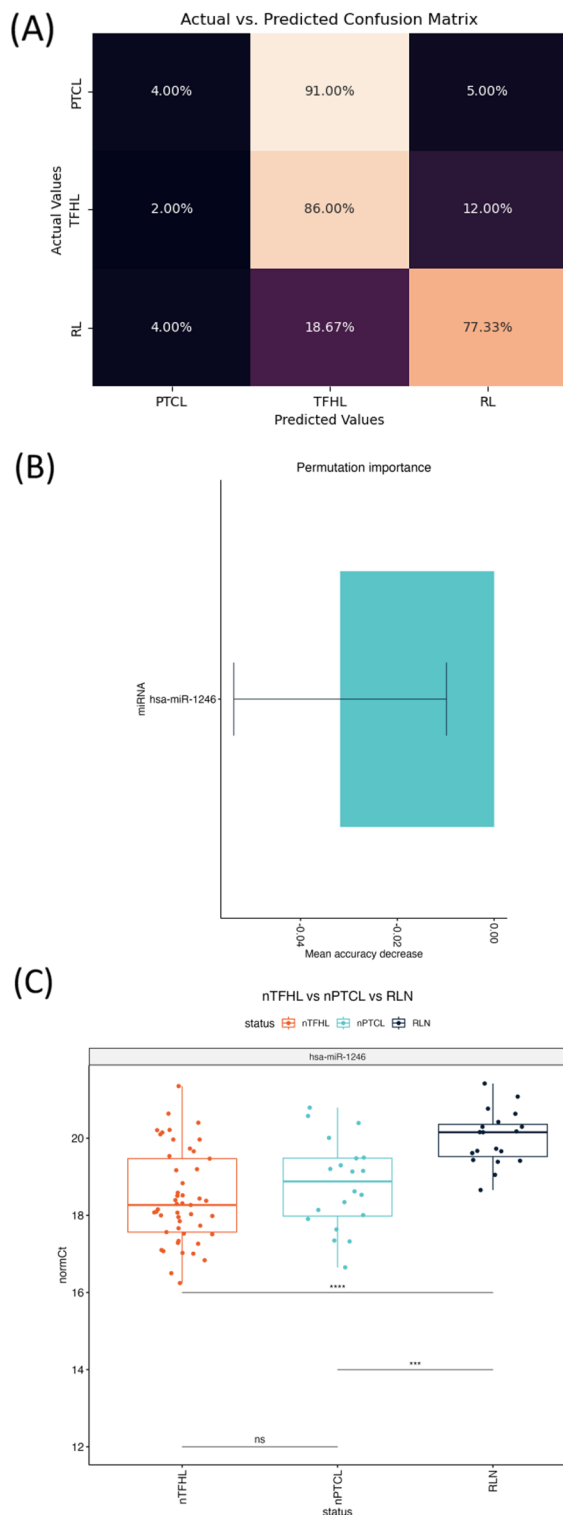 (A)
Actual vs. Predicted Confusion Matrix
Actual Values
PTCL
4.00%
91.00%
5.00%
TFHL
2.00%
86.00%
12.00%
RL
4.00%
18.67%
77.33%
PTCL
TFHL
RL
Predicted Values
(B)
Permutation importance
miRNA
hsa-miR-1246
-0.04
-0.02
0.00
Mean accuracy decrease
(C)
nTFHL vs nPTCL vs RLN
status nTFHL nPTCL RLN
hsa-miR-1246
normCt
20
18
16
14
12
****
***
ns
nTFHL
nPTCL
RLN
status